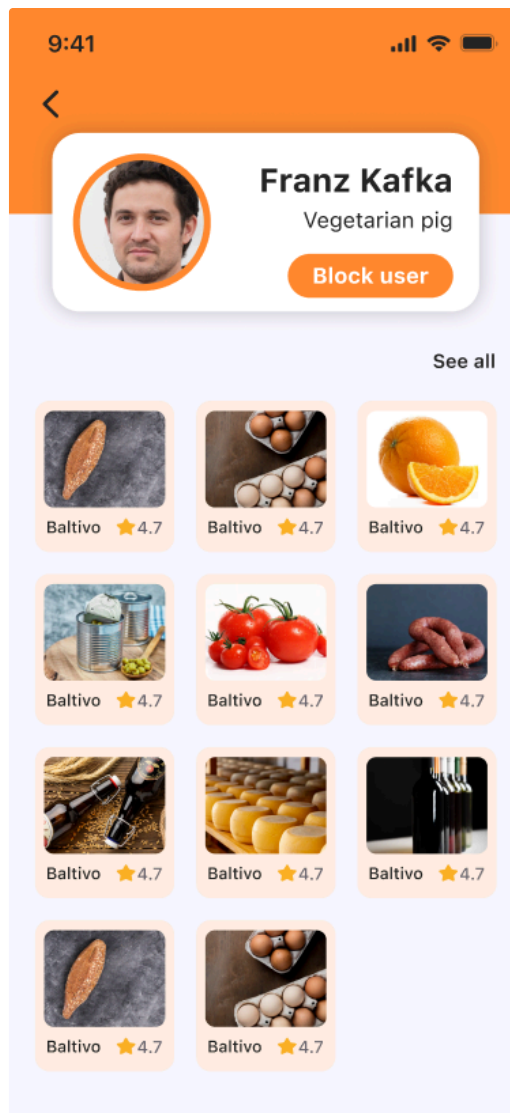 9:41
Franz Kafka
Vegetarian pig
Block user
See all
Baltivo 4.7 Baltivo 4.7 Baltivo 4.7
Baltivo 4.7 Baltivo 4.7 Baltivo 4.7
Baltivo 4.7 Baltivo 4.7 Baltivo 4.7
Baltivo 4.7 Baltivo 4.7